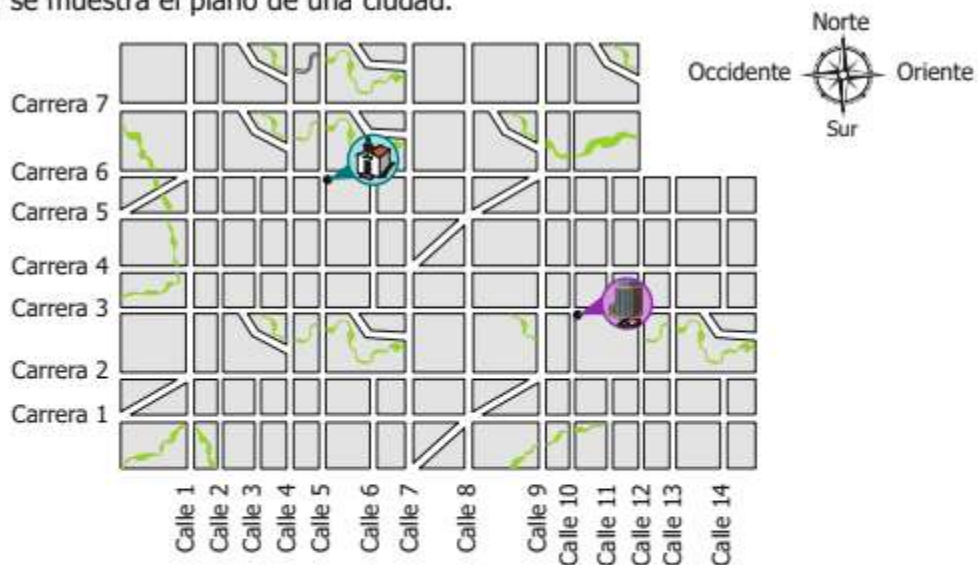 se muestra el plano de una ciudad.
Norte
Occidente
Oriente
Sur
Carrera 7
Carrera 6
Carrera 5
Carrera 4
Carrera 3
Carrera 2
Carrera 1
Calle 1
Calle 2
Calle 3
Calle 4
Calle 5
Calle 6
Calle 7
Calle 8
Calle 9
Calle 10
Calle 11
Calle 12
Calle 13
Calle 14